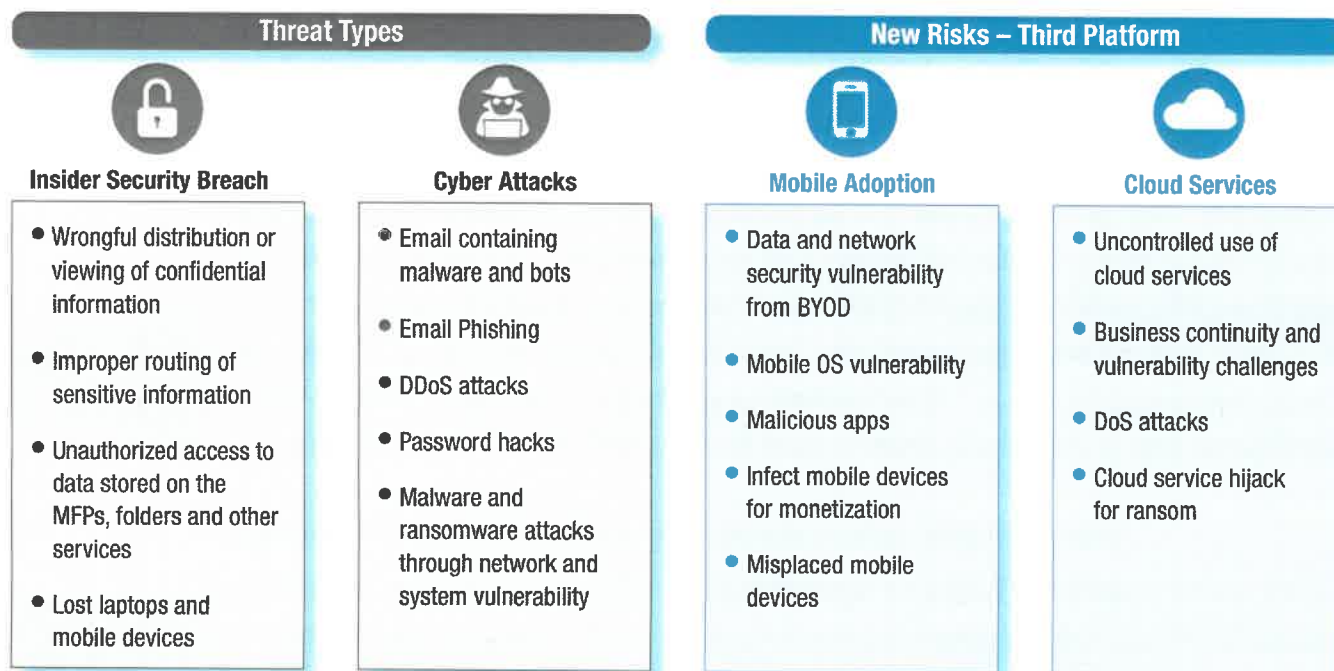 Threat Types
Insider Security Breach
● Wrongful distribution or
viewing of confidential
information
● Improper routing of
sensitive information
● Unauthorized access to
data stored on the
MFPs, folders and other
services
● Lost laptops and
mobile devices
Cyber Attacks
● Email containing
malware and bots
● Email Phishing
● DDoS attacks
● Password hacks
● Malware and
ransomware attacks
through network and
system vulnerability
New Risks – Third Platform
Mobile Adoption
● Data and network
security vulnerability
from BYOD
● Mobile OS vulnerability
● Malicious apps
● Infect mobile devices
for monetization
● Misplaced mobile
devices
Cloud Services
● Uncontrolled use of
cloud services
● Business continuity and
vulnerability challenges
● DoS attacks
● Cloud service hijack
for ransom